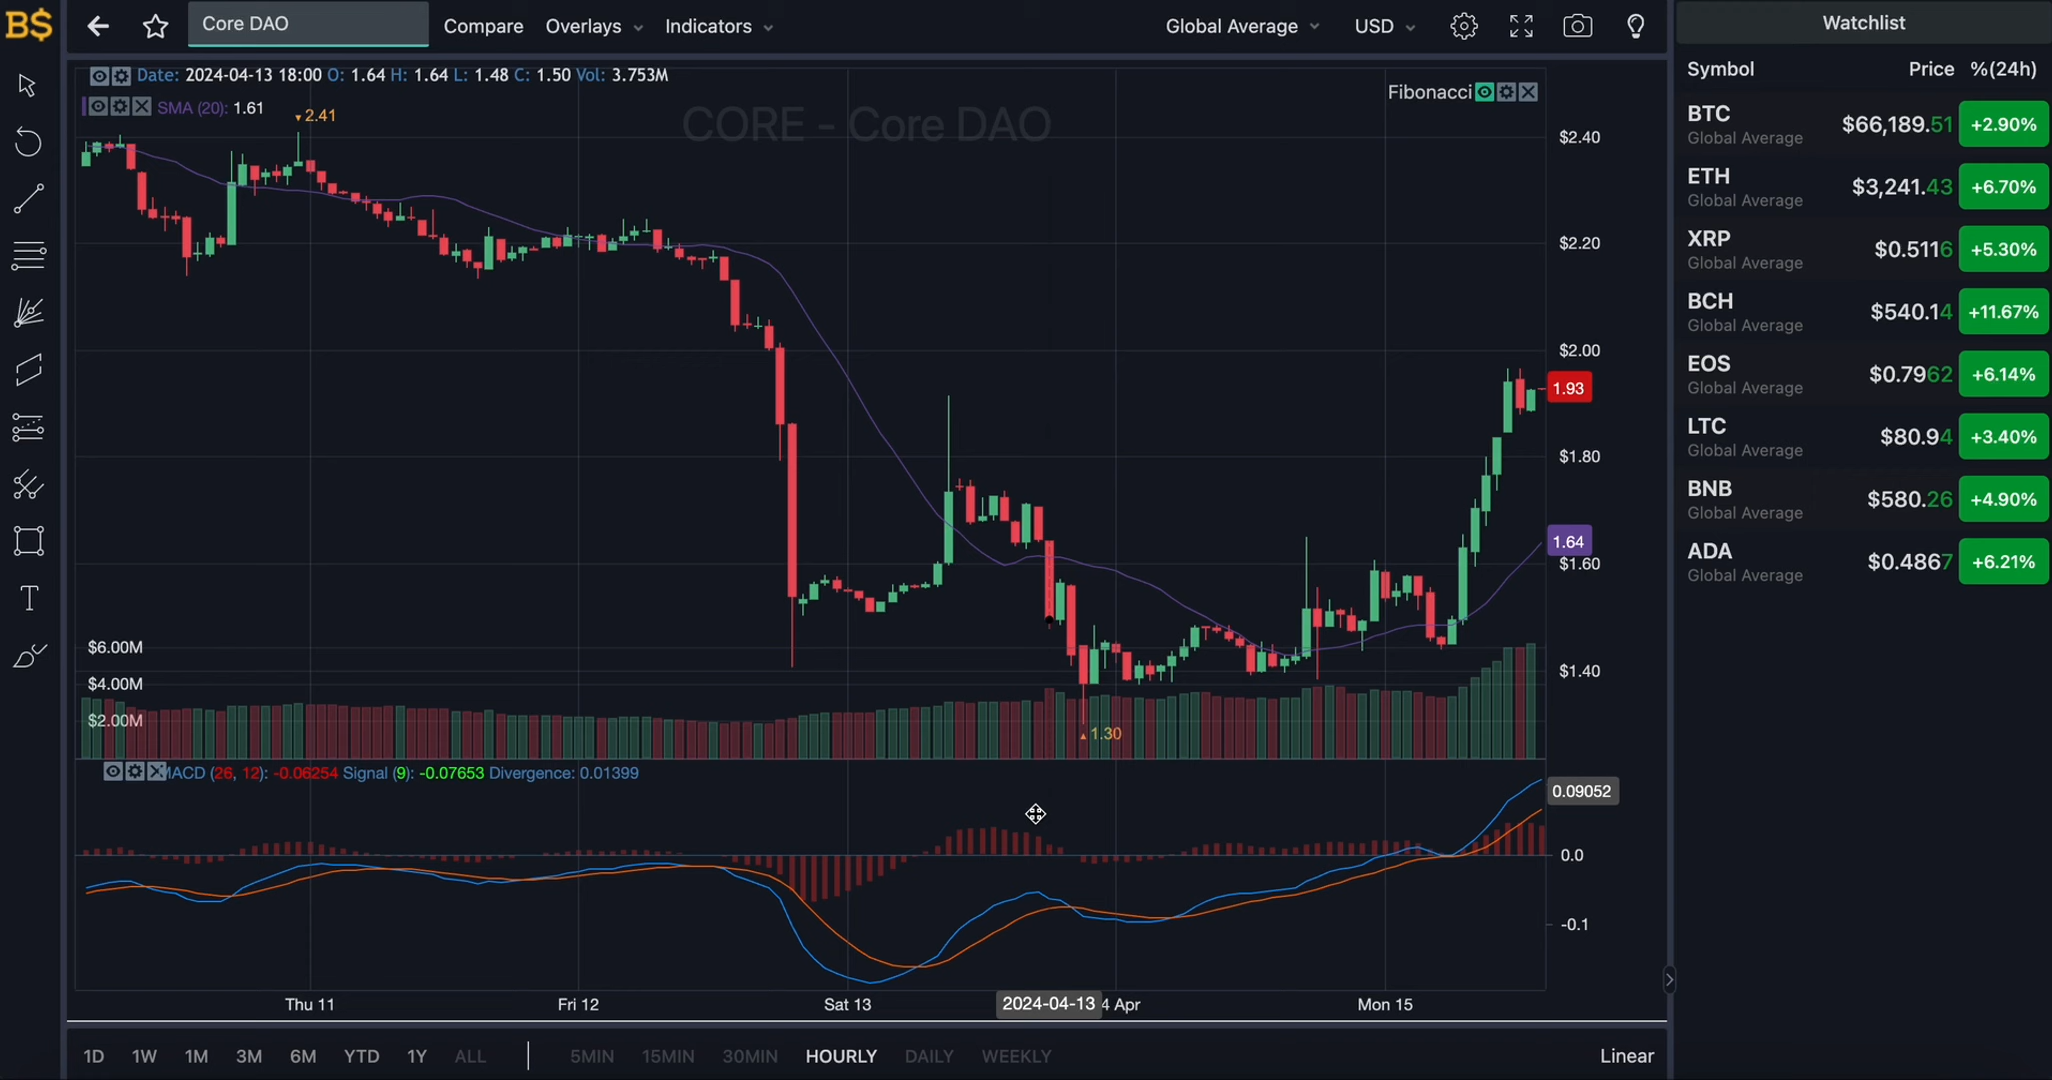 B$
Core DAO
Compare
Overlays
Indicators
Global Average
USD
Watchlist
Date: 2024-04-13 18:00 O: 1.64 H: 1.64 L: 1.48 C: 1.50 Vol: 3.753M
SMA (20): 1.61
Fibonacci
CORE - Core DAO
2.41
$2.40
$2.20
$2.00
1.93
$1.80
1.64
$1.60
$1.40
$6.00M
$4.00M
$2.00M
1.30
MACD (26, 12): -0.06254 Signal (9): -0.07653 Divergence: 0.01399
0.09052
0.0
-0.1
Thu 11
Fri 12
Sat 13
2024-04-13
4 Apr
Mon 15
1D 1W 1M 3M 6M YTD 1Y ALL
5MIN 15MIN 30MIN HOURLY DAILY WEEKLY
Linear
Symbol Price %(24h)
BTC $66,189.51 +2.90%
Global Average
ETH $3,241.43 +6.70%
Global Average
XRP $0.5116 +5.30%
Global Average
BCH $540.14 +11.67%
Global Average
EOS $0.7962 +6.14%
Global Average
LTC $80.94 +3.40%
Global Average
BNB $580.26 +4.90%
Global Average
ADA $0.4867 +6.21%
Global Average